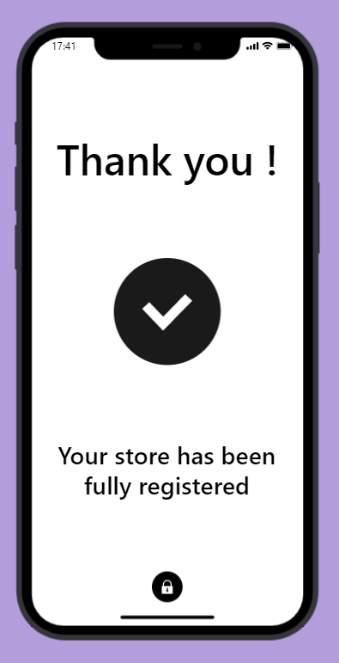 17:41
Thank you !
Your store has been
fully registered